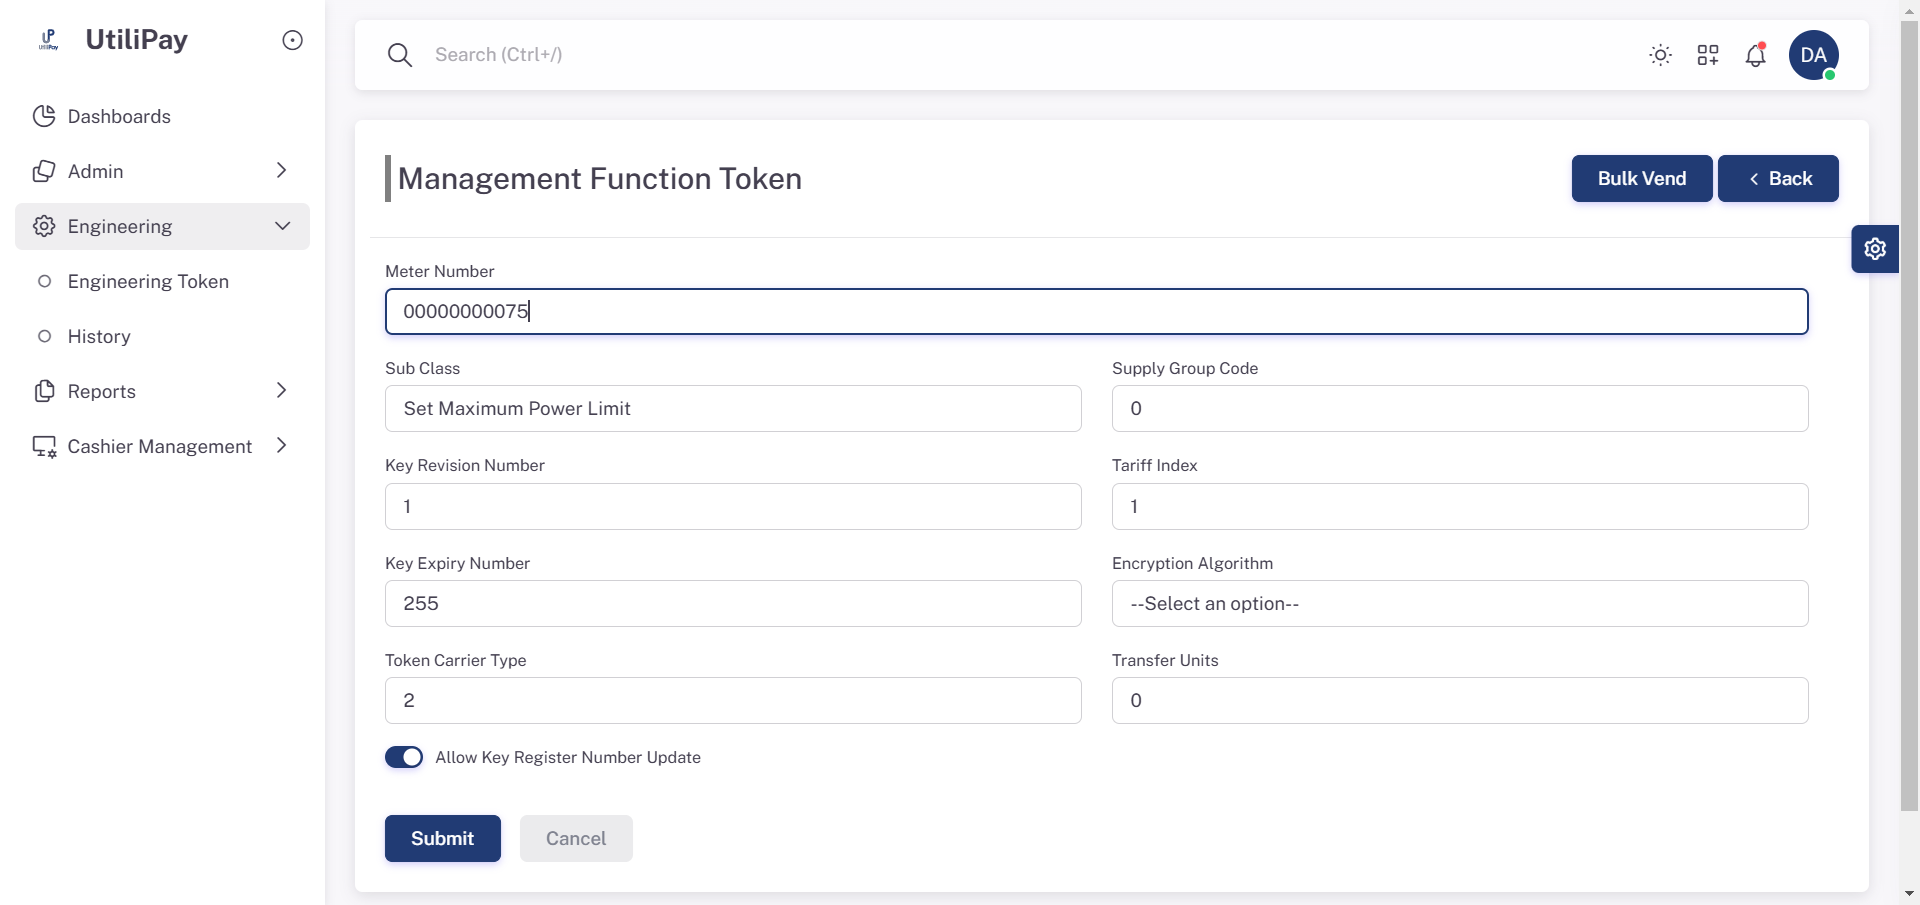 UP
UtiliPay
UtiliPay
Dashboards
Admin
Engineering
Engineering Token
History
Reports
Cashier Management
Search (Ctrl+/)
DA
Management Function Token
Bulk Vend
Back
Meter Number
00000000075
Sub Class
Supply Group Code
Set Maximum Power Limit
0
Key Revision Number
Tariff Index
1
1
Key Expiry Number
Encryption Algorithm
255
--Select an option--
Token Carrier Type
Transfer Units
2
0
Allow Key Register Number Update
Submit
Cancel